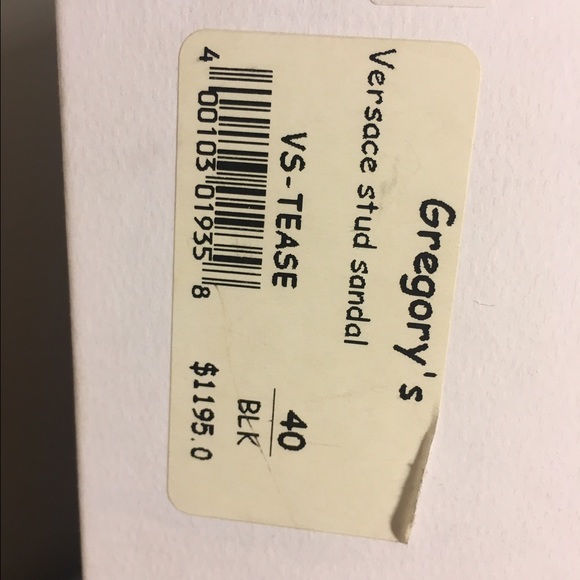 Gregory's
Versace stud sandal
VS-TEASE
40
BLK
4 00103 01935 8
$1195.0